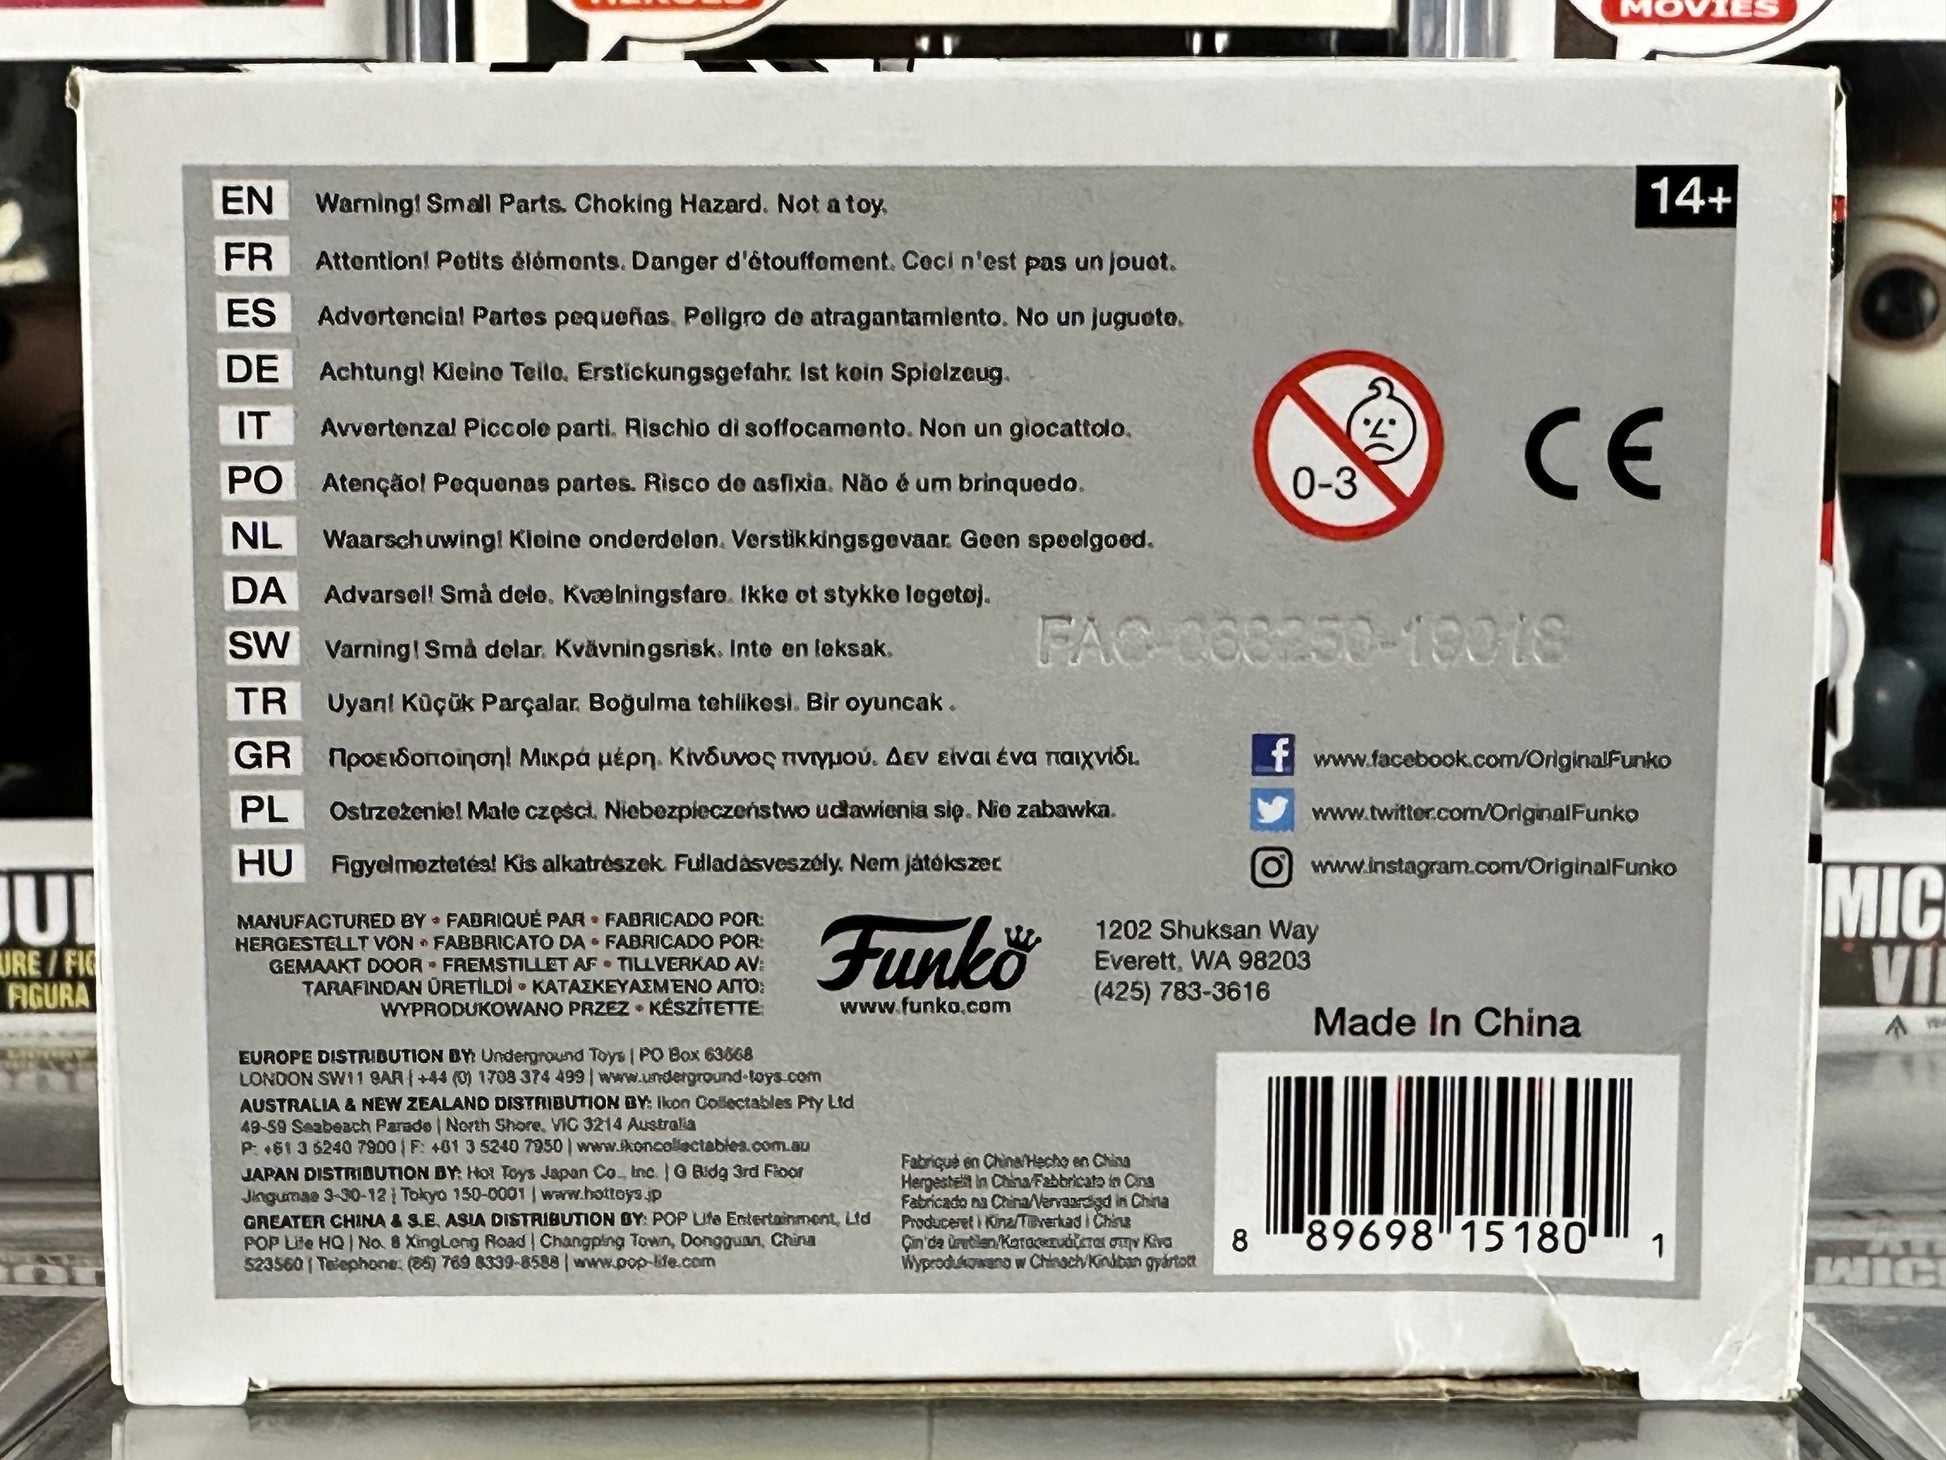 HEROES
MOVIES
EN Warning! Small Parts. Choking Hazard. Not a toy.
14+
FR Attention! Petits éléments. Danger d'étouffement. Ceci n'est pas un jouet.
ES Advertencia! Partes pequeñas. Peligro de atragantamiento. No un juguete.
DE Achtung! Kleine Teile. Erstickungsgefahr. Ist kein Spielzeug.
IT Avvertenza! Piccole parti. Rischio di soffocamento. Non un giocattolo.
PO Atenção! Pequenas partes. Risco de asfixia. Não é um brinquedo.
0-3
CE
NL Waarschuwing! Kleine onderdelen. Verstikkingsgevaar. Geen speelgoed.
DA Advarsel! Små dele. Kvælningsfare. Ikke et stykke legetøj.
SW Varning! Små delar. Kvävningsrisk. Inte en leksak.
TR Uyan! Küçük Parçalar. Boğulma tehlikesi. Bir oyuncak .
GR Προειδοποιηση! Μικρά μέρη. Κίνδυνος πνιγμού. Δεν είναι ένα παιχνίδι.
PL Ostrzeżenie! Małe części. Niebezpieczeństwo udławienia się. Nie zabawka.
HU Figyelmeztetés! Kis alkatrészek. Fulladásveszély. Nem játékszer.
www.facebook.com/OriginalFunko
www.twitter.com/OriginalFunko
www.instagram.com/OriginalFunko
MANUFACTURED BY • FABRIQUÉ PAR • FABRICADO POR:
HERGESTELLT VON • FABBRICATO DA • FABRICADO POR:
GEMAAKT DOOR • FREMSTILLET AF • TILLVERKAD AV:
TARAFINDAN ÜRETİLDİ • ΚΑΤΑΣΚΕΥΑΣΜΈΝΟ ΑΠΌ:
WYPRODUKOWANO PRZEZ • KÉSZÍTETTE:
Funko
www.funko.com
1202 Shuksan Way
Everett, WA 98203
(425) 783-3616
Made In China
EUROPE DISTRIBUTION BY: Underground Toys | PO Box 63668
LONDON SW11 9AR | +44 (0) 1708 374 499 | www.underground-toys.com
AUSTRALIA & NEW ZEALAND DISTRIBUTION BY: Ikon Collectables Pty Ltd
49-59 Seabeach Parade | North Shore, VIC 3214 Australia
P: +61 3 5240 7900 | F: +61 3 5240 7950 | www.ikoncollectables.com.au
JAPAN DISTRIBUTION BY: Hot Toys Japan Co., Inc. | G Bldg 3rd Floor
Jingumae 3-30-12 | Tokyo 150-0001 | www.hottoys.jp
GREATER CHINA & S.E. ASIA DISTRIBUTION BY: POP Life Entertainment, Ltd
POP Life HQ | No. 8 XingLong Road | Changping Town, Dongguan, China
523560 | Telephone: (86) 769 8339-8588 | www.pop-life.com
Fabriqué en Chine/Hecho en China
Hergestellt in China/Fabbricato in Cina
Fabricado na China/Vervaardigd in China
Produceret i Kina/Tillverkad i China
Çin'de üretilen/Κατασκευάζεται στην Κίνα
Wyprodukowano w Chinach/Kínában gyártott
8 89698 15180 1
FIGURA
MIC